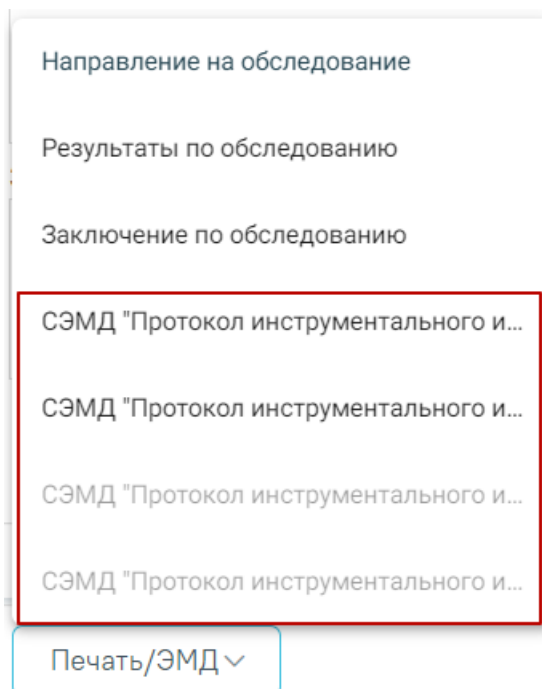 Направление на обследование
Результаты по обследованию
Заключение по обследованию
СЭМД "Протокол инструментального и...
СЭМД "Протокол инструментального и...
СЭМД "Протокол инструментального и...
СЭМД "Протокол инструментального и...
Печать/ЭМД